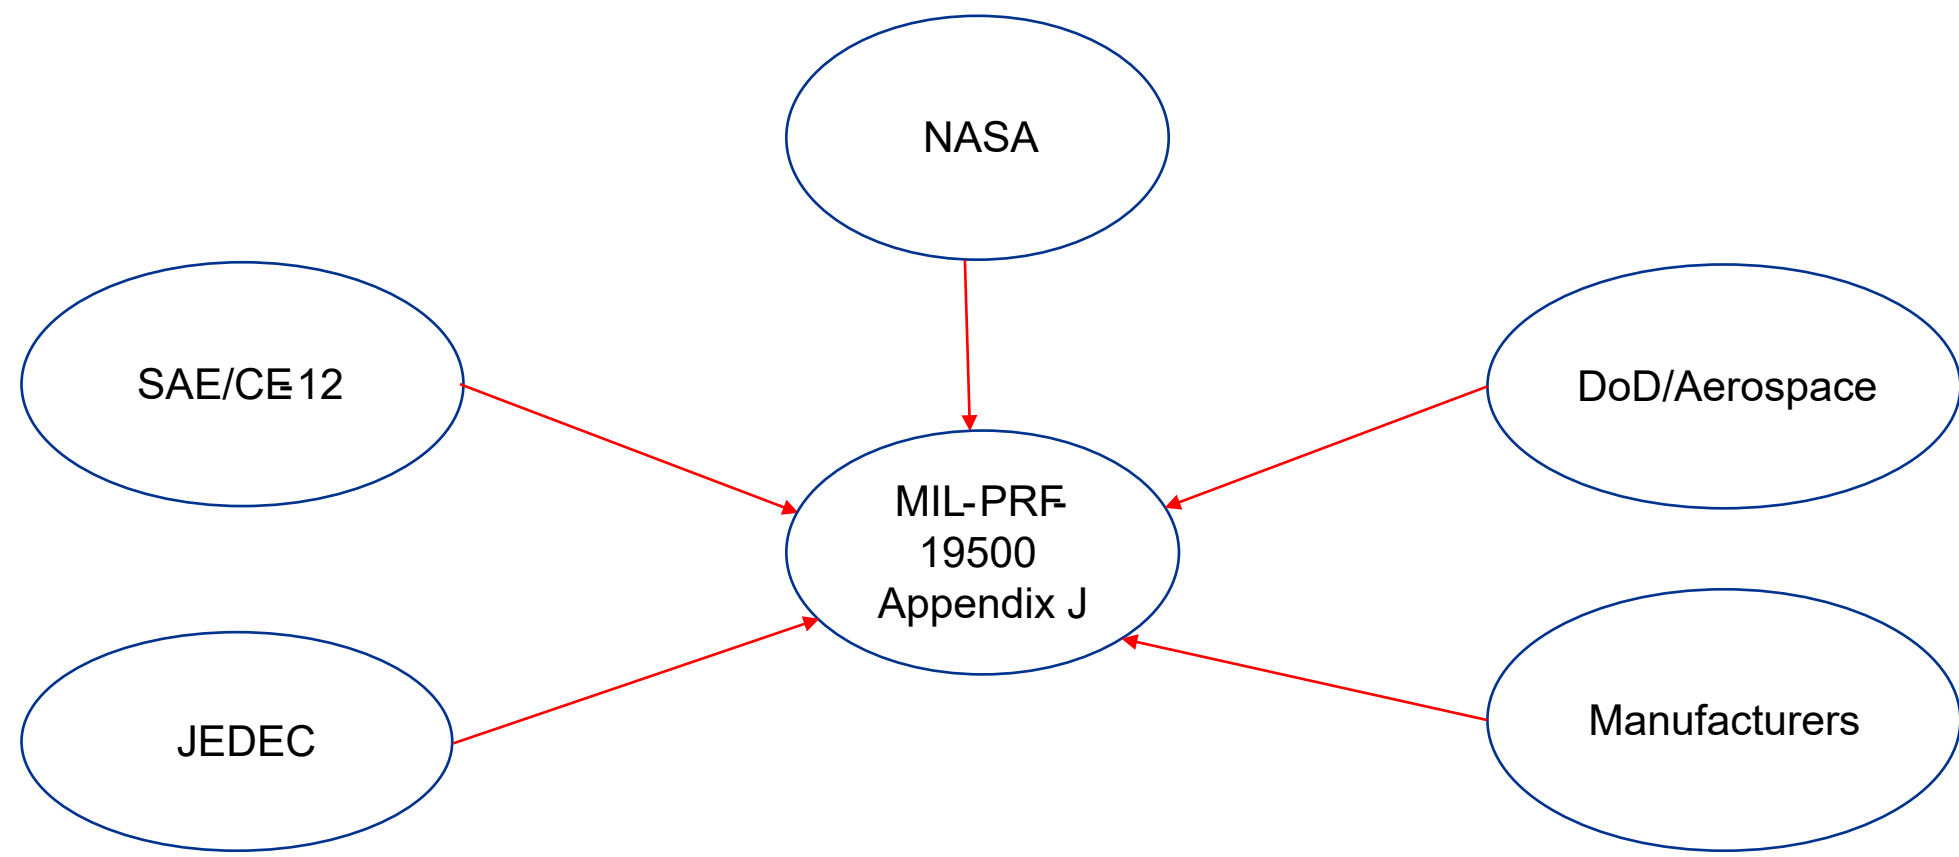 NASA
SAE/CE-12
DoD/Aerospace
MIL-PRF-
19500
Appendix J
JEDEC
Manufacturers